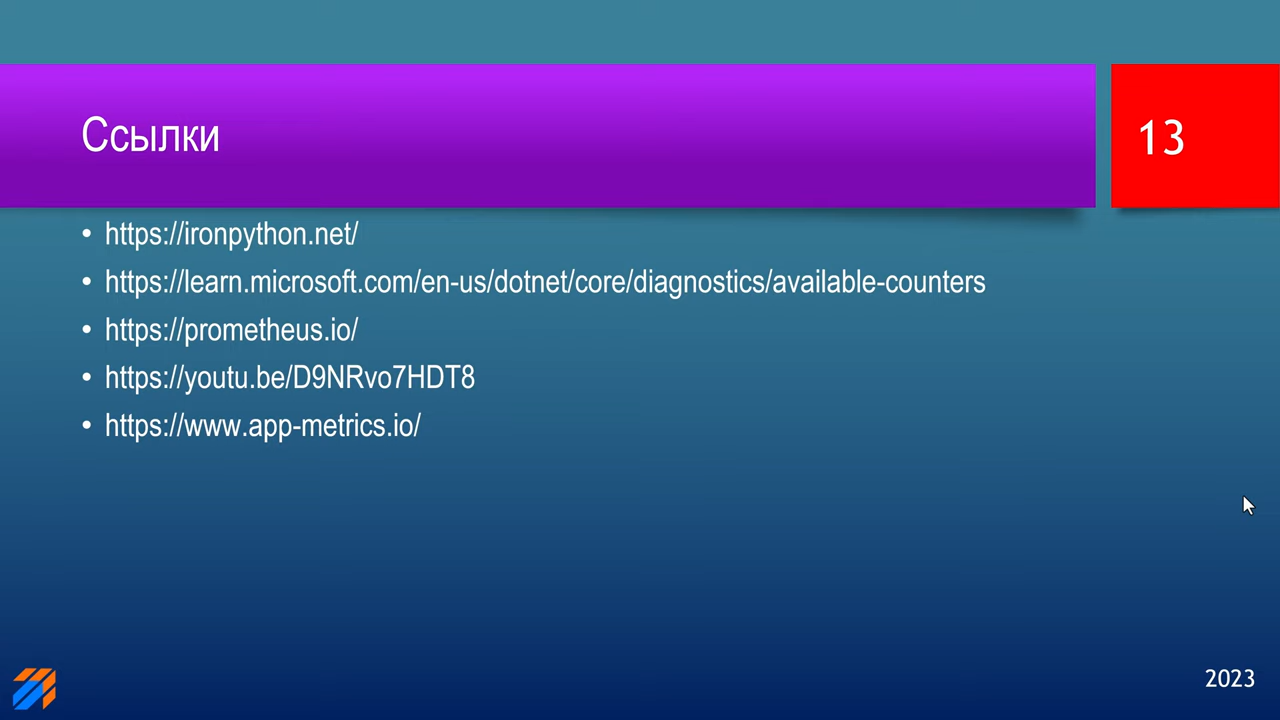 Ссылки
13
• https://ironpython.net/
• https://learn.microsoft.com/en-us/dotnet/core/diagnostics/available-counters
• https://prometheus.io/
• https://youtu.be/D9NRvo7HDT8
• https://www.app-metrics.io/
2023